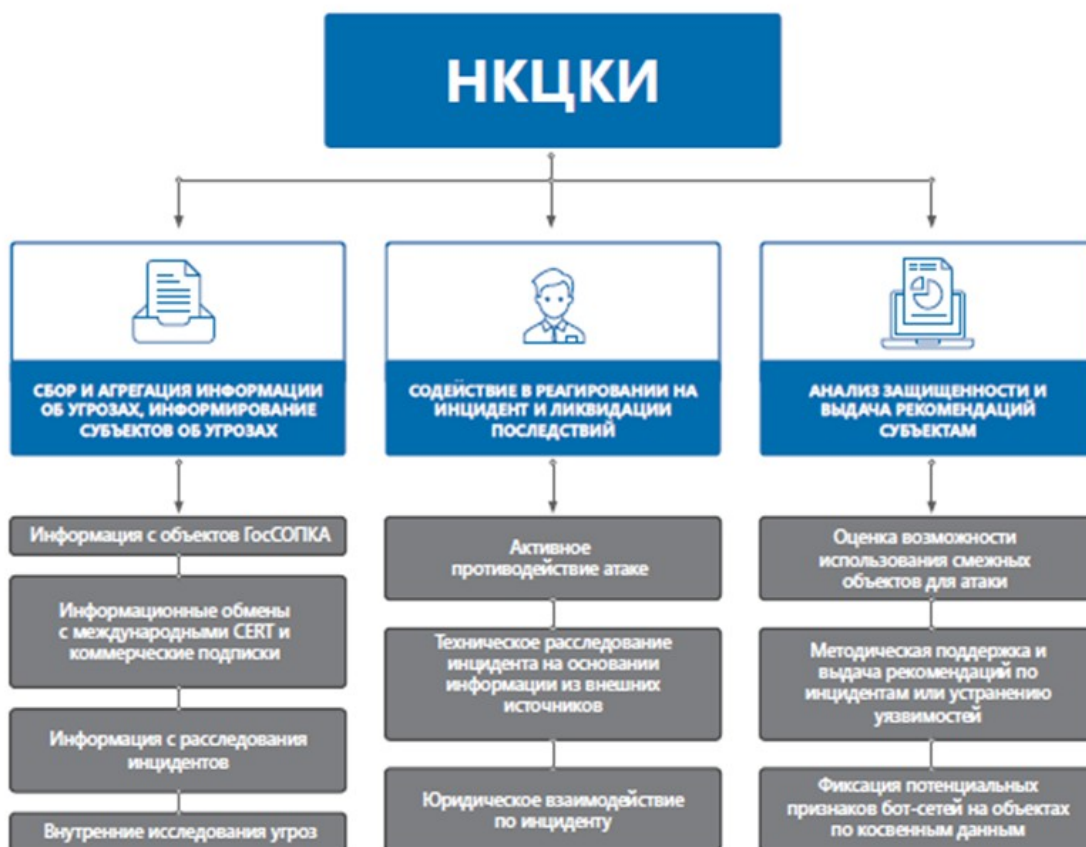 НКЦКИ
СБОР И АГРЕГАЦИЯ ИНФОРМАЦИИ
ОБ УГРОЗАХ, ИНФОРМИРОВАНИЕ
СУБЪЕКТОВ ОБ УГРОЗАХ
Информация с объектов ГосСОПКА
Информационные обмены
с международными CERT и
коммерческие подписки
Информация с расследования
инцидентов
Внутренние исследования угроз
СОДЕЙСТВИЕ В РЕАГИРОВАНИИ НА
ИНЦИДЕНТ И ЛИКВИДАЦИИ
ПОСЛЕДСТВИЙ
Активное
противодействие атаке
Техническое расследование
инцидента на основании
информации из внешних
источников
Юридическое взаимодействие
по инциденту
АНАЛИЗ ЗАЩИЩЕННОСТИ И
ВЫДАЧА РЕКОМЕНДАЦИЙ
СУБЪЕКТАМ
Оценка возможности
использования смежных
объектов для атаки
Методическая поддержка и
выдача рекомендаций по
инцидентам или устранению
уязвимостей
Фиксация потенциальных
признаков бот-сетей на объектах
по косвенным данным